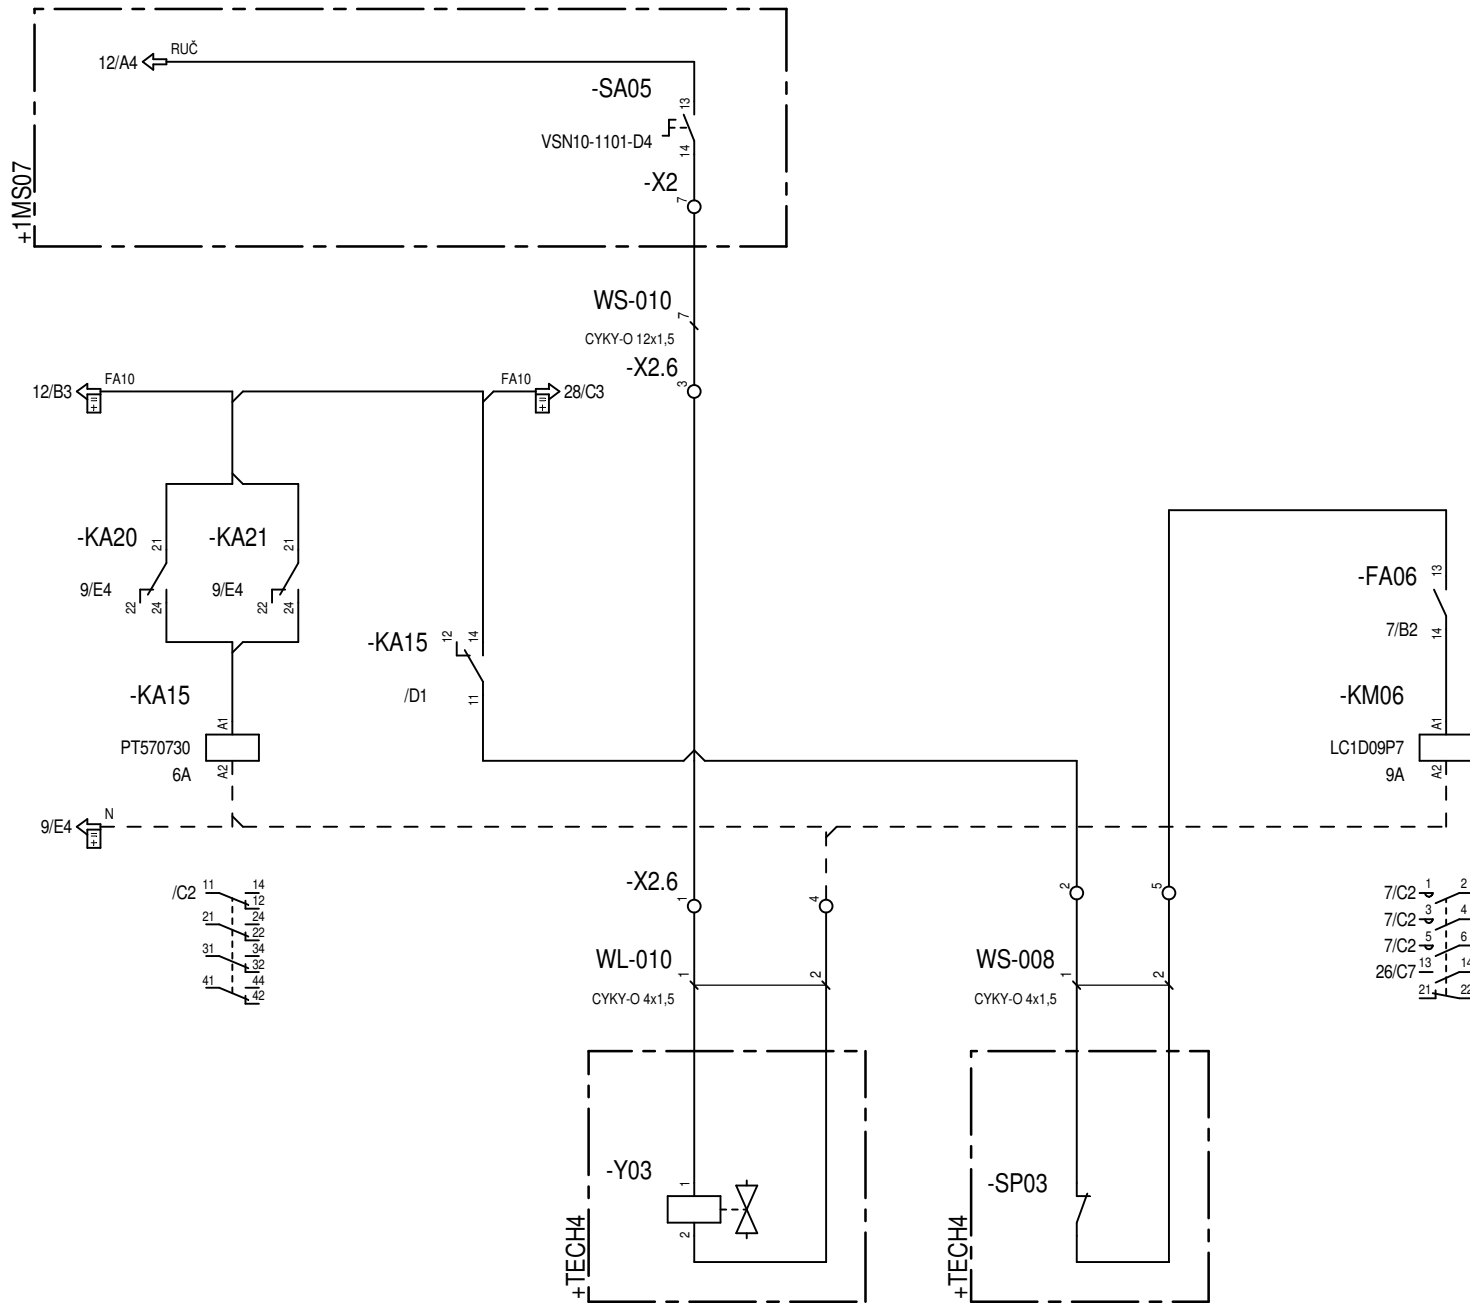 12/A4
RUČ
-SA05
13
VSN10-1101-D4
14
-X2
7
+1MS07
WS-010
7
CYKY-O 12x1,5
-X2.6
3
12/B3
FA10
+=
FA10
28/C3
+=
-KA20
21
-KA21
21
9/E4
22
24
9/E4
22
24
-KA15
12
14
/D1
11
-FA06
13
7/B2
14
-KA15
A1
PT570730
6A
A2
-KM06
A1
LC1D09P7
9A
A2
9/E4
N
+=
/C2
11
14
12
21
24
22
31
34
32
41
44
42
-X2.6
1
4
2
5
7/C2
1
2
7/C2
3
4
7/C2
5
6
26/C7
13
14
21
22
WL-010
1
2
CYKY-O 4x1,5
WS-008
1
2
CYKY-O 4x1,5
-Y03
1
2
+TECH4
-SP03
+TECH4